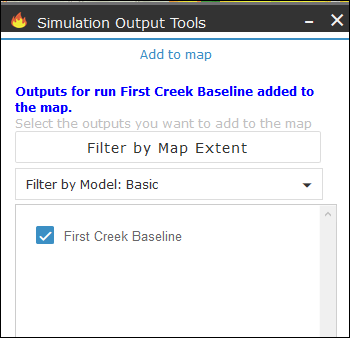 Simulation Output Tools
Add to map
Outputs for run First Creek Baseline added to
the map.
Select the outputs you want to add to the map
Filter by Map Extent
Filter by Model: Basic
First Creek Baseline